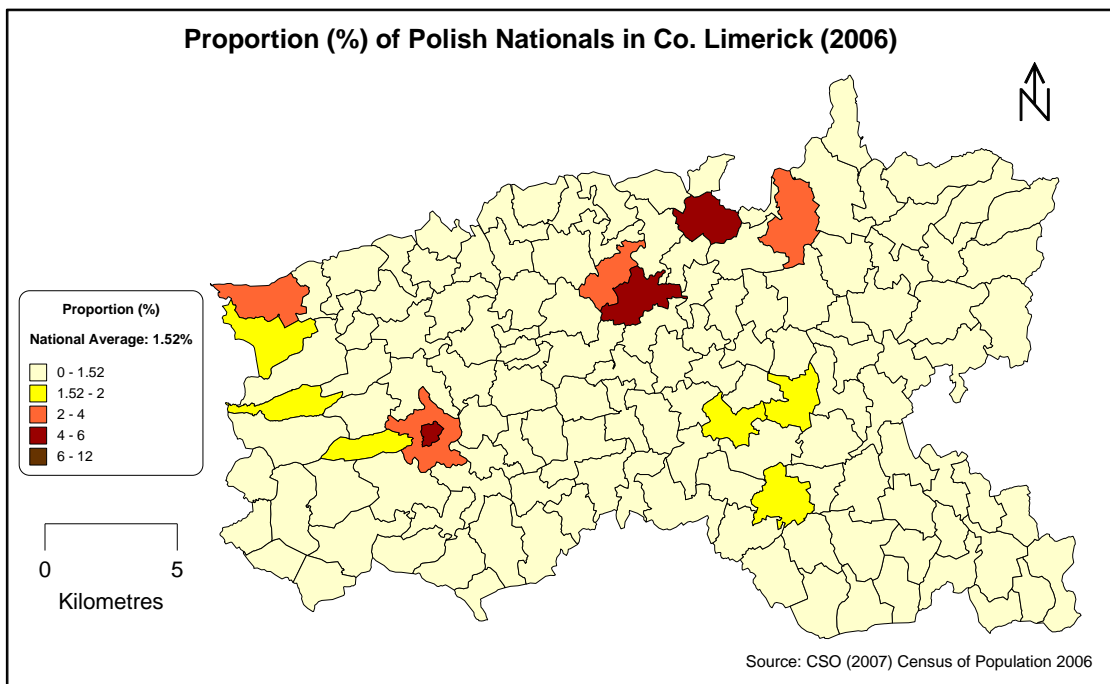 Proportion (%) of Polish Nationals in Co. Limerick (2006)
N
Proportion (%)
National Average: 1.52%
0 - 1.52
1.52 - 2
2 - 4
4 - 6
6 - 12
0 5
Kilometres
Source: CSO (2007) Census of Population 2006